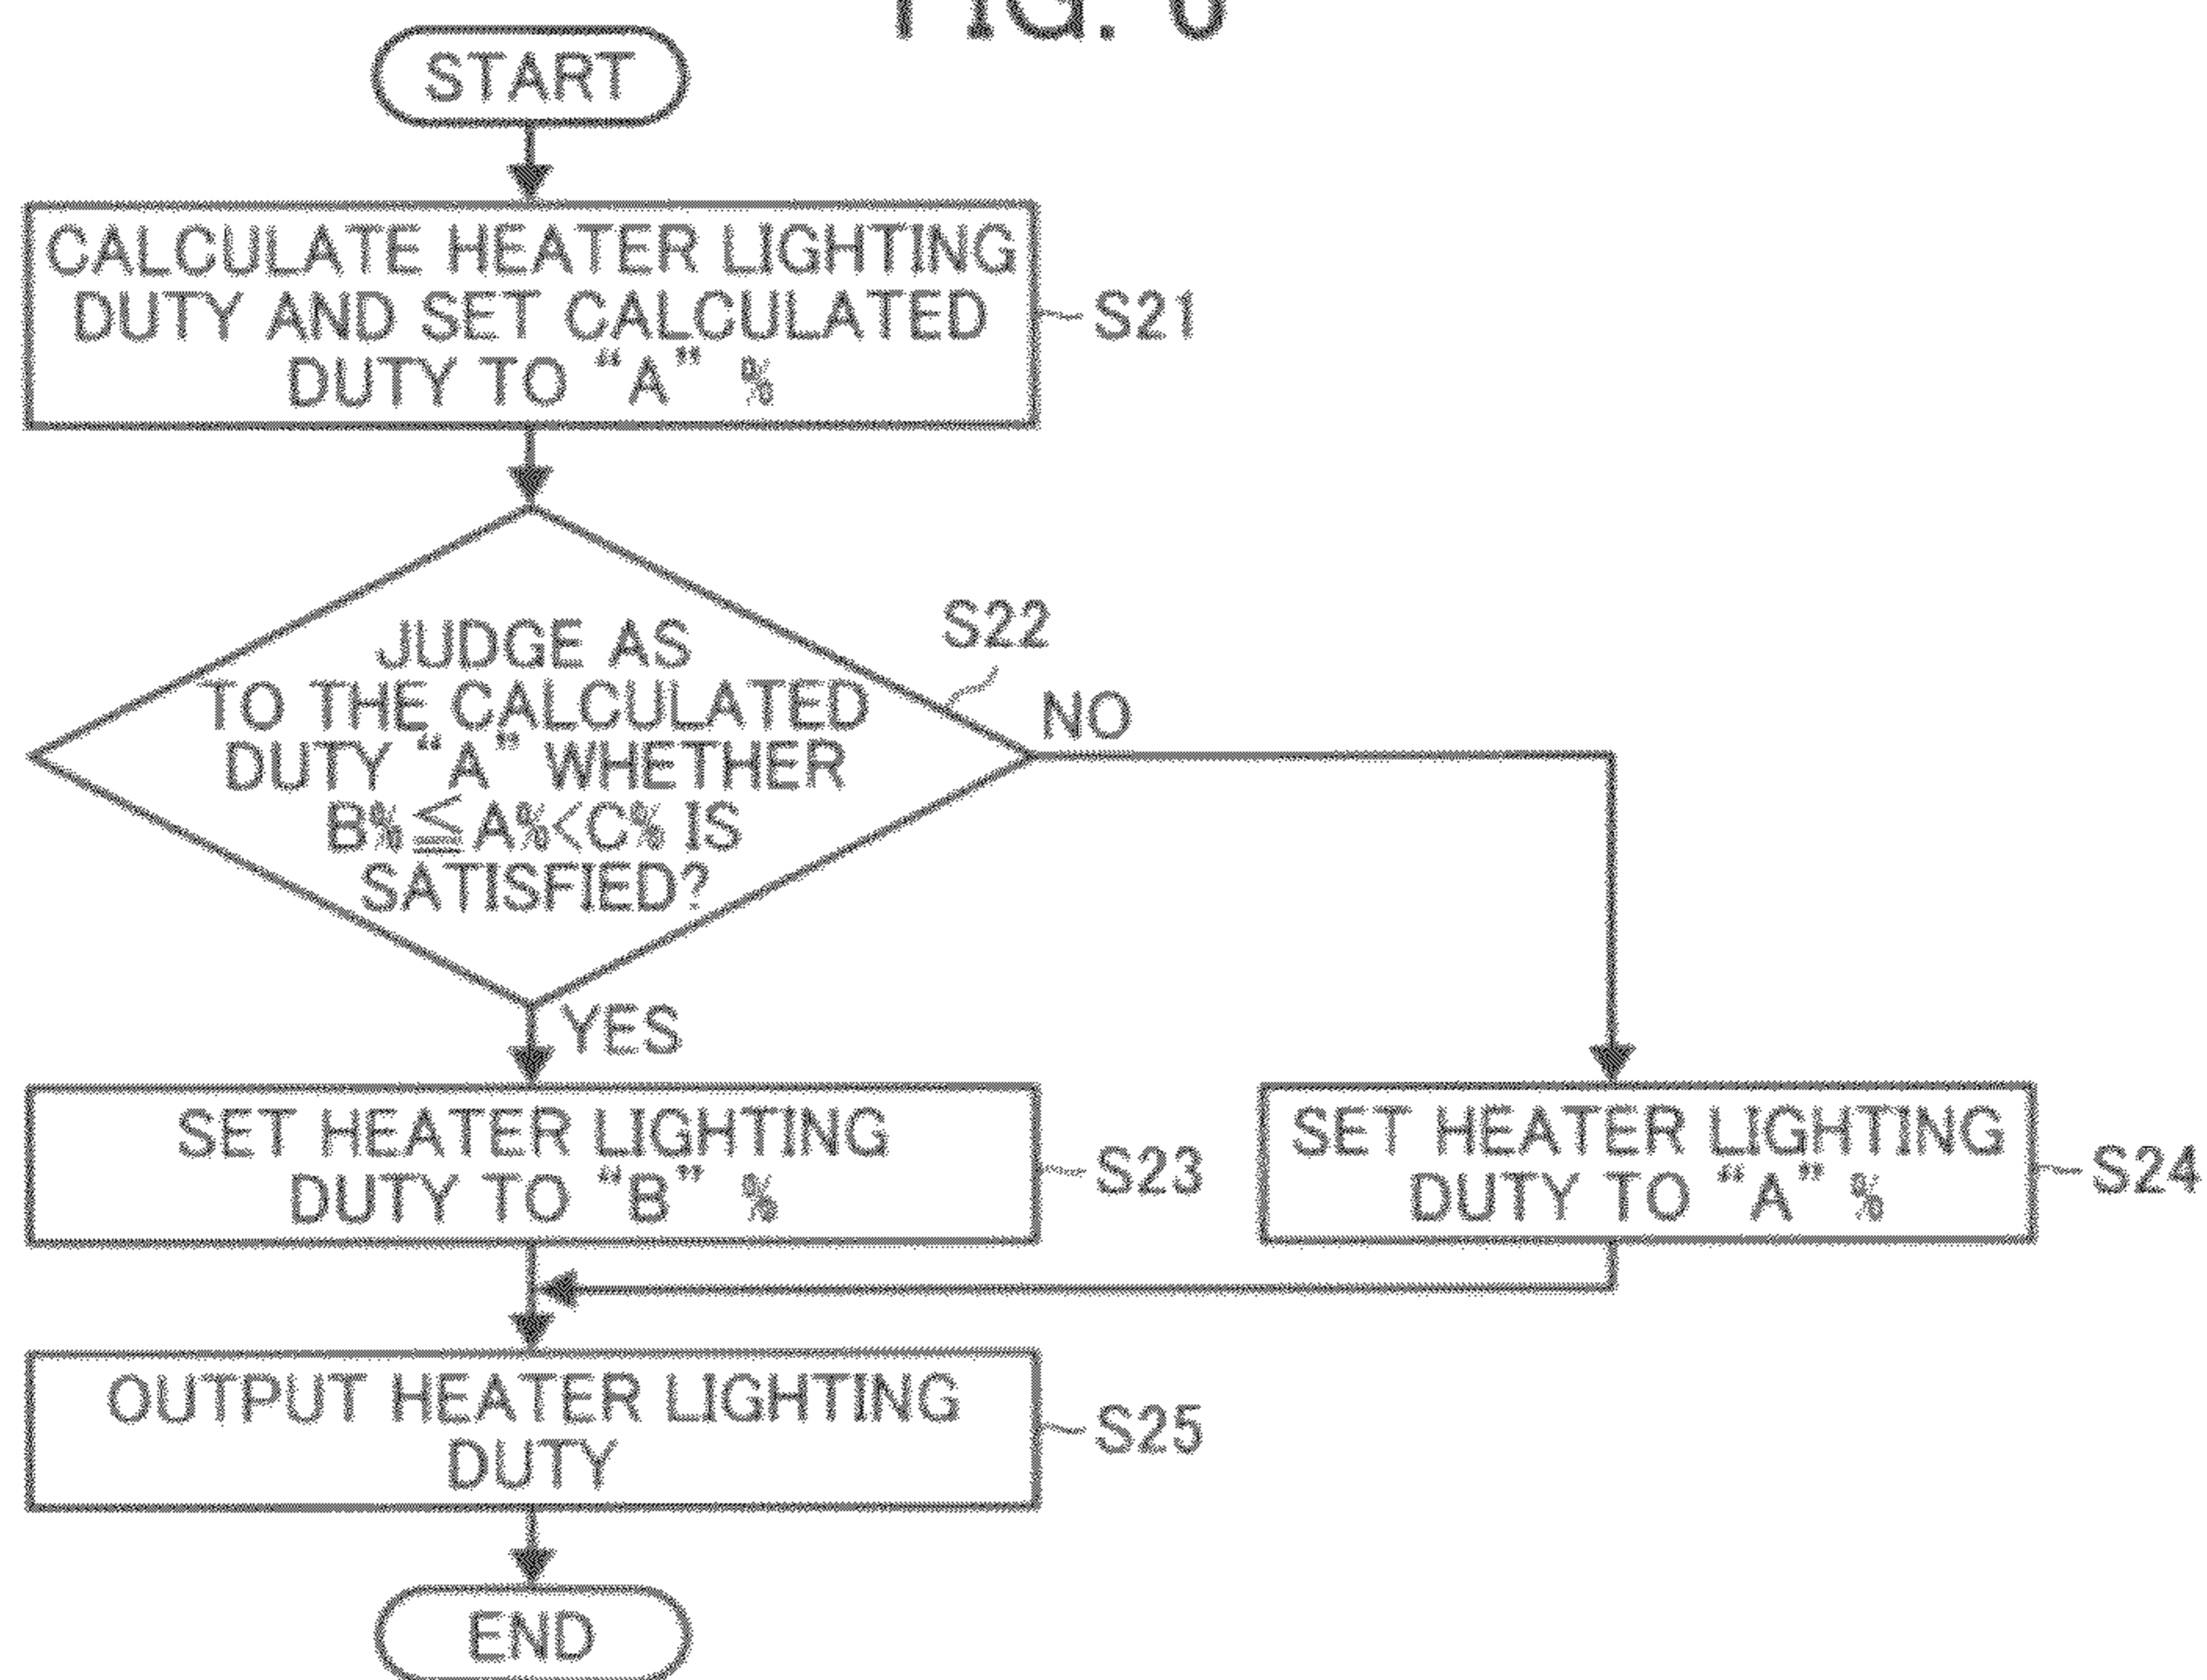 FIG. 6
START
CALCULATE HEATER LIGHTING
DUTY AND SET CALCULATED
DUTY TO “A” %
S21
JUDGE AS
TO THE CALCULATED
DUTY “A” WHETHER
B%≦A%<C% IS
SATISFIED?
S22
NO
YES
SET HEATER LIGHTING
DUTY TO “B” %
S23
SET HEATER LIGHTING
DUTY TO “A” %
S24
OUTPUT HEATER LIGHTING
DUTY
S25
END